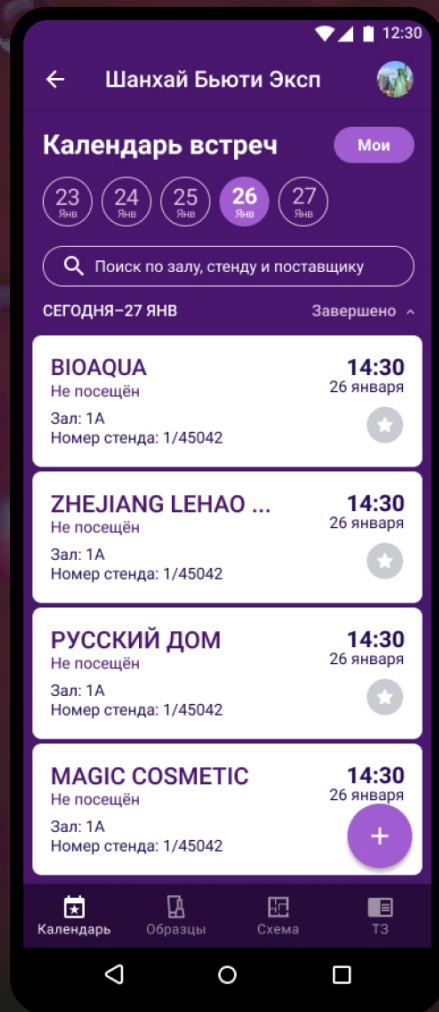 12:30
Шанхай Бьюти Эксп
Календарь встреч
Мои
23 24 25 26 27
Янв Янв Янв Янв Янв
Поиск по залу, стенду и поставщику
СЕГОДНЯ–27 ЯНВ
Завершено
BIOAQUA 14:30
Не посещён 26 января
Зал: 1А
Номер стенда: 1/45042
ZHEJIANG LEHAO ... 14:30
Не посещён 26 января
Зал: 1А
Номер стенда: 1/45042
РУССКИЙ ДОМ 14:30
Не посещён 26 января
Зал: 1А
Номер стенда: 1/45042
MAGIC COSMETIC 14:30
Не посещён 26 января
Зал: 1А
Номер стенда: 1/45042
Календарь Образцы Схема ТЗ